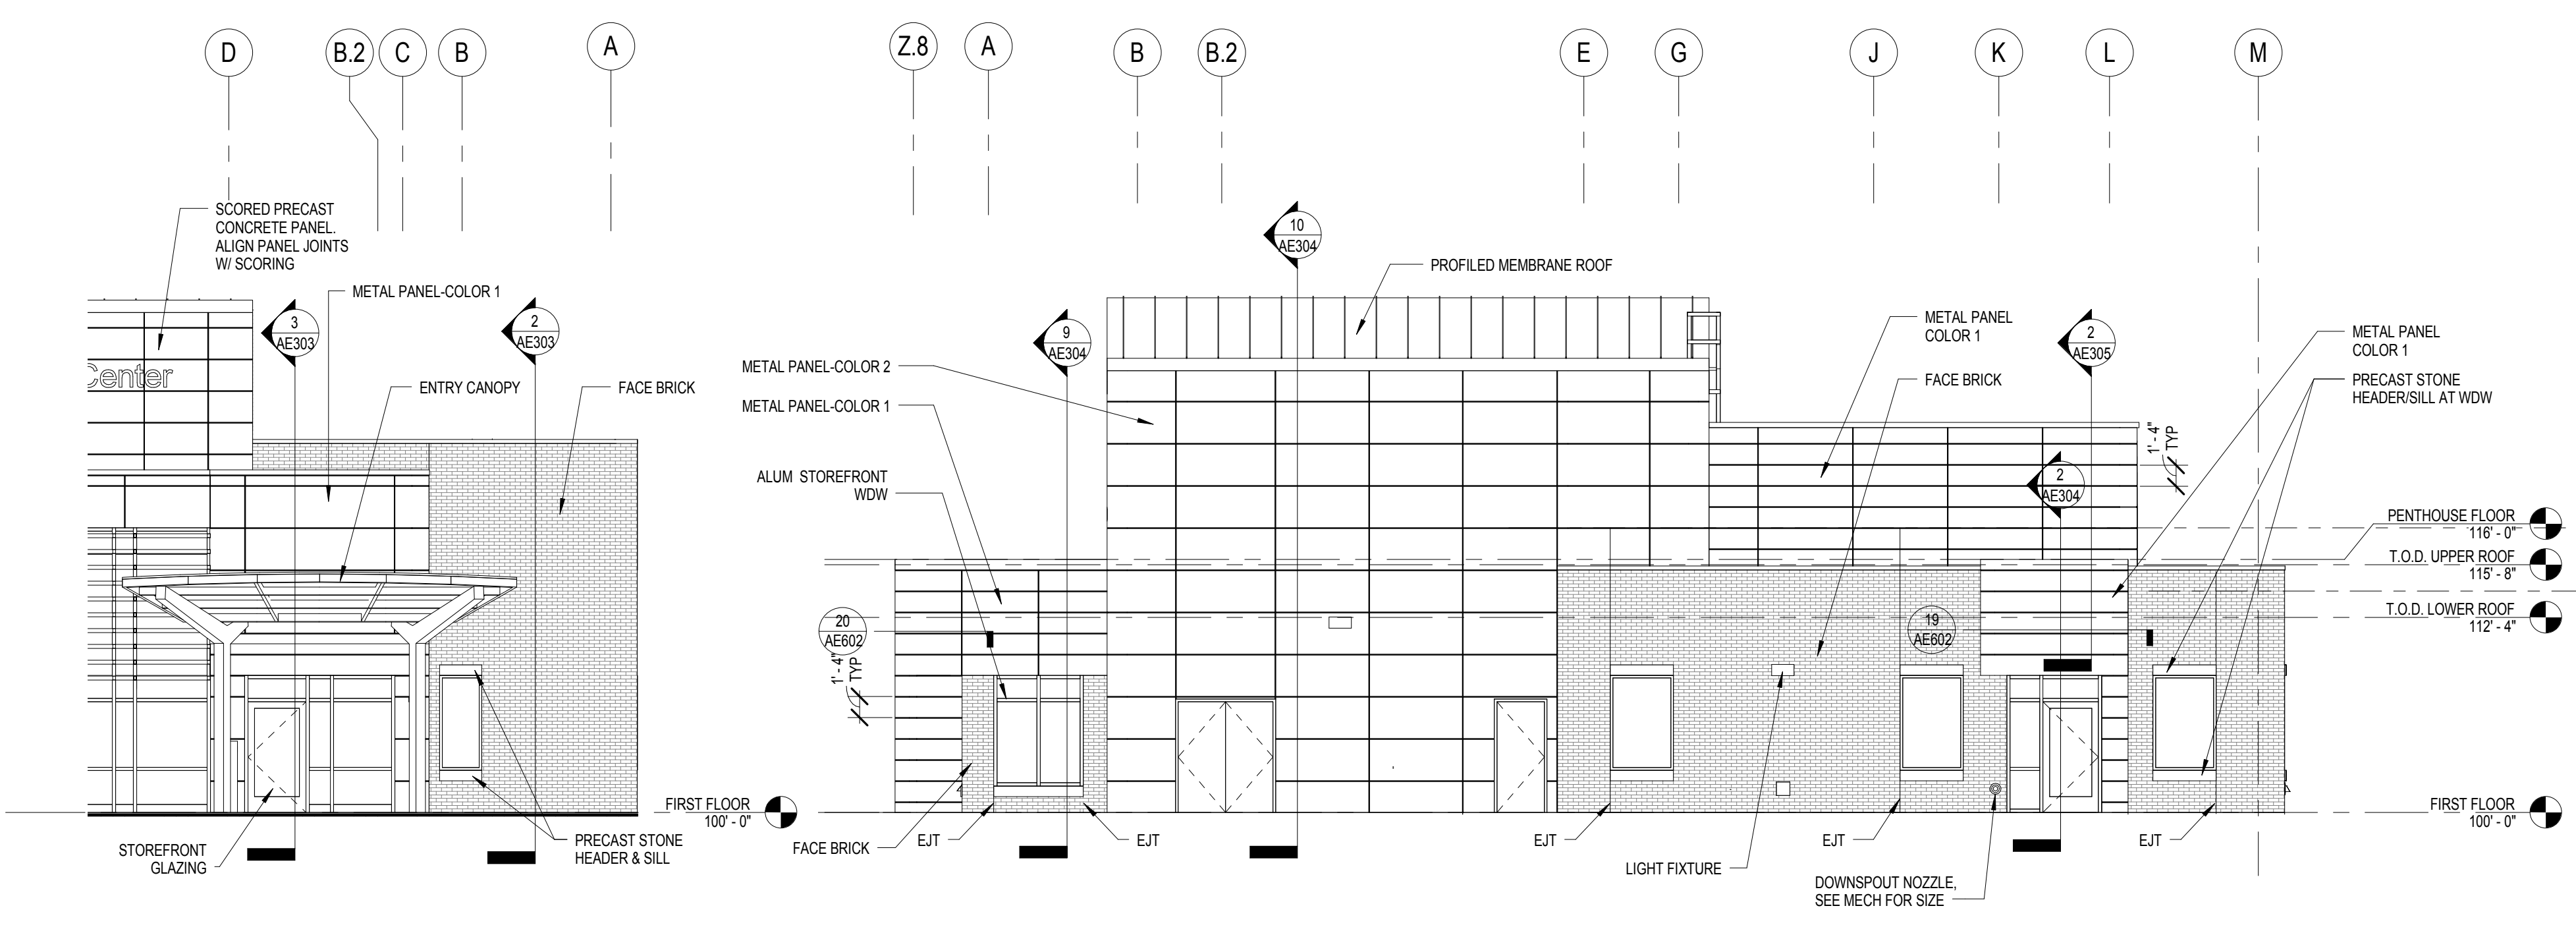 D
B.2
C
B
A
Z.8
A
B
B.2
E
G
J
K
L
M
SCORED PRECAST
CONCRETE PANEL.
ALIGN PANEL JOINTS
W/ SCORING
METAL PANEL-COLOR 1
3
AE303
2
AE303
Center
ENTRY CANOPY
FACE BRICK
FIRST FLOOR
100' - 0"
STOREFRONT
GLAZING
PRECAST STONE
HEADER & SILL
10
AE304
PROFILED MEMBRANE ROOF
9
AE304
METAL PANEL-COLOR 2
METAL PANEL-COLOR 1
ALUM STOREFRONT
WDW
20
AE602
1' - 4"
TYP
FACE BRICK
EJT
EJT
METAL PANEL
COLOR 1
FACE BRICK
2
AE305
METAL PANEL
COLOR 1
PRECAST STONE
HEADER/SILL AT WDW
1' - 4"
TYP
2
AE304
19
AE602
PENTHOUSE FLOOR
116' - 0"
T.O.D. UPPER ROOF
115' - 8"
T.O.D. LOWER ROOF
112' - 4"
FIRST FLOOR
100' - 0"
EJT
LIGHT FIXTURE
EJT
DOWNSPOUT NOZZLE,
SEE MECH FOR SIZE
EJT